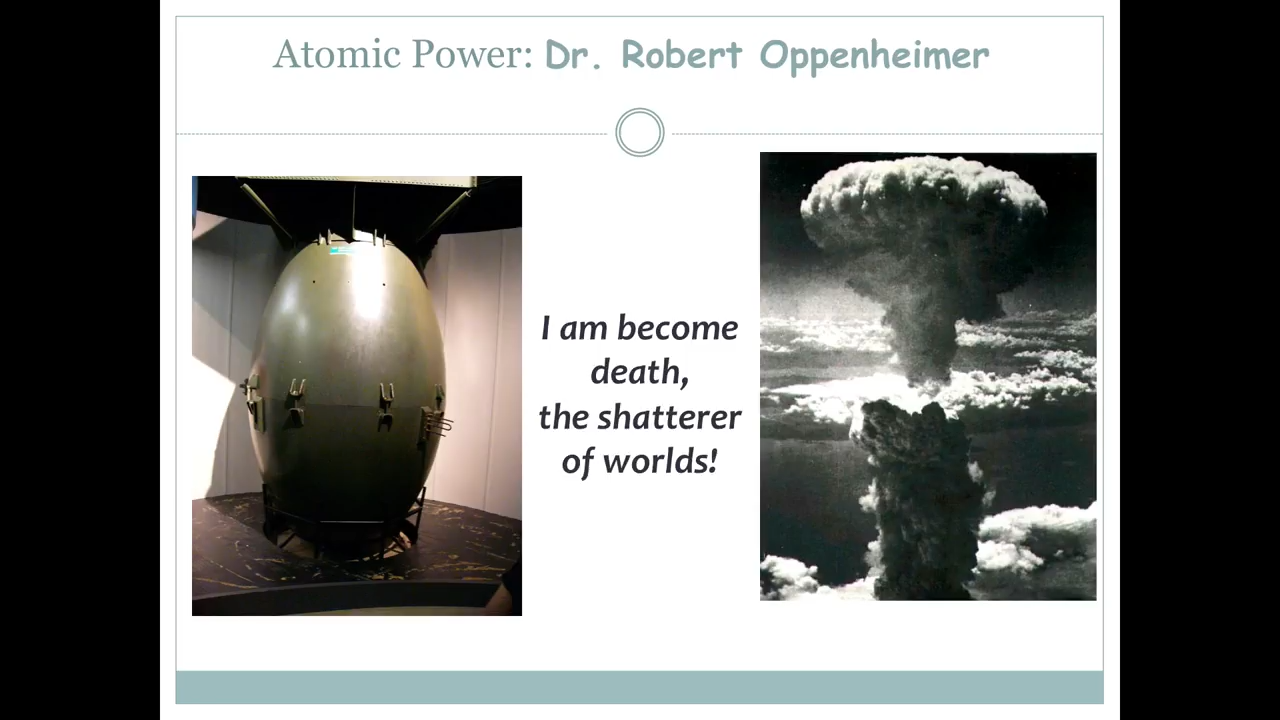 Atomic Power: Dr. Robert Oppenheimer
I am become
death,
the shatterer
of worlds!